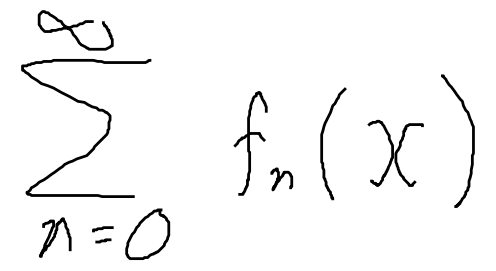 ∞
∑ fₙ(x)
n=0